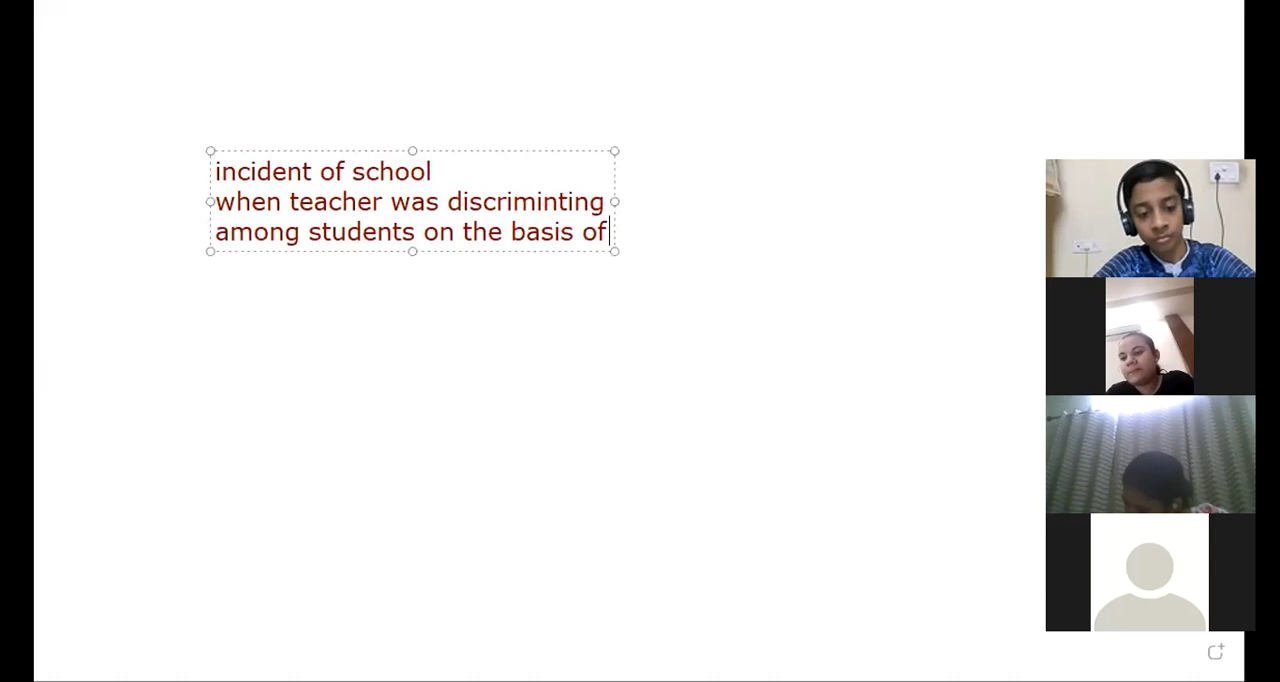 incident of school
when teacher was discriminting
among students on the basis of